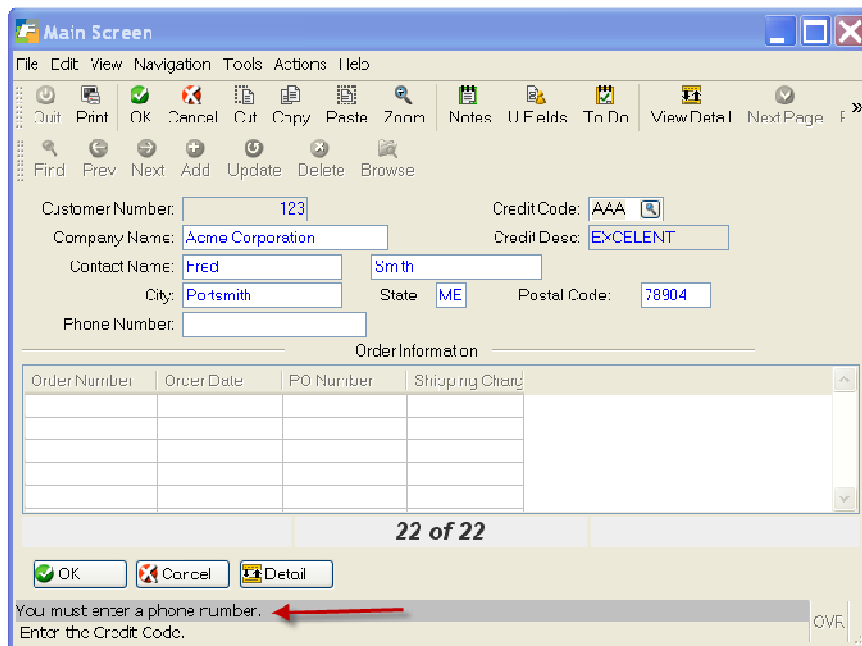 Main Screen
File Edit View Navigation Tools Actions Help
Quit Print OK Cancel Cut Copy Paste Zoom Notes U Fields To Do View Detail Next Page F »
Find Prev Next Add Update Delete Browse
Customer Number: 123 Credit Code: AAA
Company Name: Acme Corporation Credit Desc: EXCELENT
Contact Name: Fred Smith
City: Portsmith State ME Postal Code: 78904
Phone Number:
Order Information
Order Number Order Date PO Number Shipping Charg
22 of 22
OK Cancel Detail
You must enter a phone number.
OVR
Enter the Credit Code.